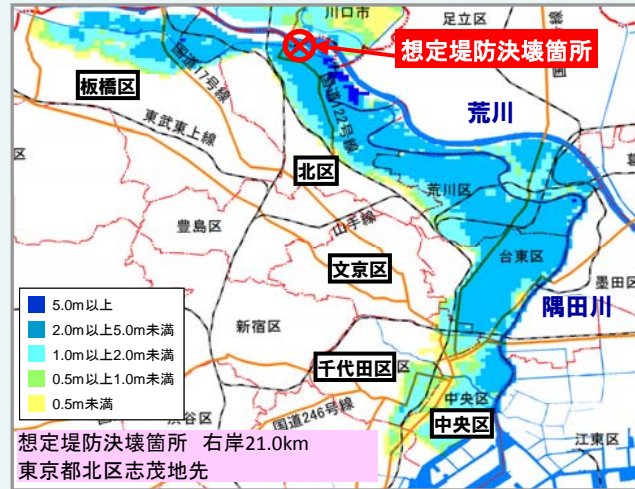 川口市
足立区
想定堤防決壊箇所
国道17号線
板橋区
国道122号線
荒川
東武東上線
区
北区
荒川区
豊島区
山手線
台東区
文京区
墨田区
隅田川
5.0m以上
2.0m以上5.0m未満
1.0m以上2.0m未満
0.5m以上1.0m未満
0.5m未満
新宿区
千代田区
区
中央区
中央区
渋谷区
国道246号線
江東区
想定堤防決壊箇所　右岸21.0km
東京都北区志茂地先